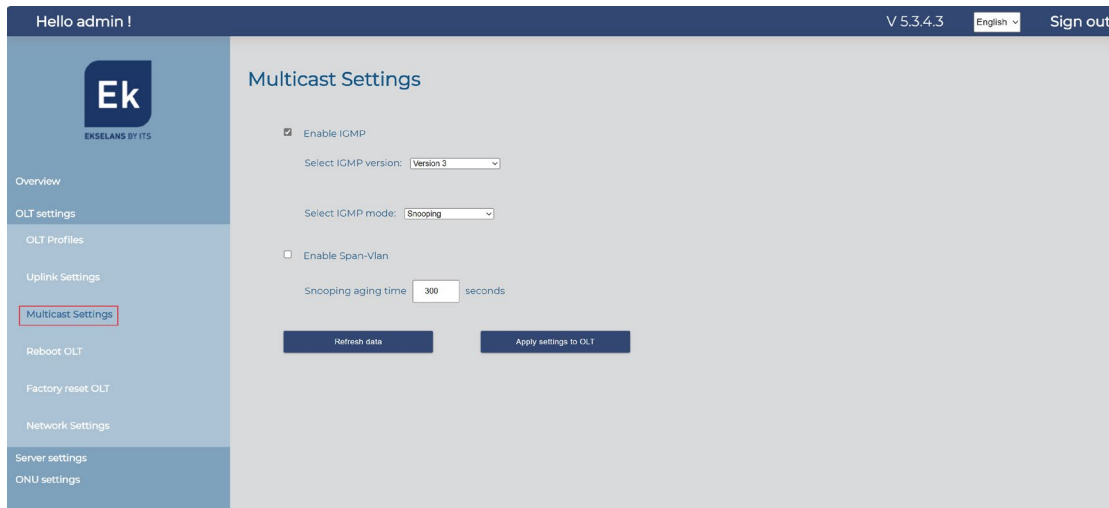 Hello admin !
V 5.3.4.3
English
Sign out
Ek
EKSELANS BY ITS
Overview
OLT settings
OLT Profiles
Uplink Settings
Multicast Settings
Reboot OLT
Factory reset OLT
Network Settings
Server settings
ONU settings
Multicast Settings
Enable IGMP
Select IGMP version: Version 3
Select IGMP mode: Snooping
Enable Span-Vlan
Snooping aging time 300 seconds
Refresh data
Apply settings to OLT